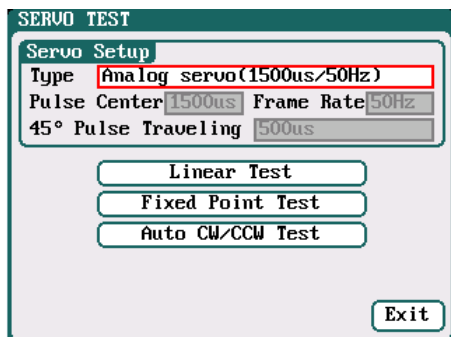 SERVO TEST
Servo Setup
Type Analog servo(1500us/50Hz)
Pulse Center 1500us Frame Rate 50Hz
45° Pulse Traveling 500us
Linear Test
Fixed Point Test
Auto CW/CCW Test
Exit